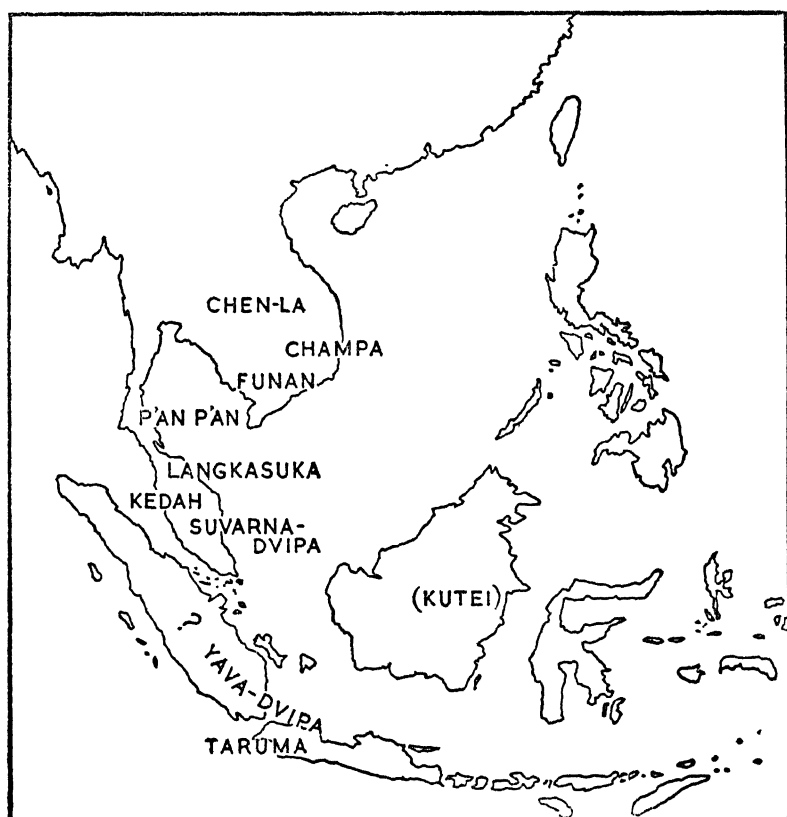 CHEN-LA
CHAMPA
FUNAN
P'AN P'AN
LANGKASUKA
KEDAH
SUVARNA-
DVIPA
(KUTEI)
?
YAVA-DVIPA
TARUMA